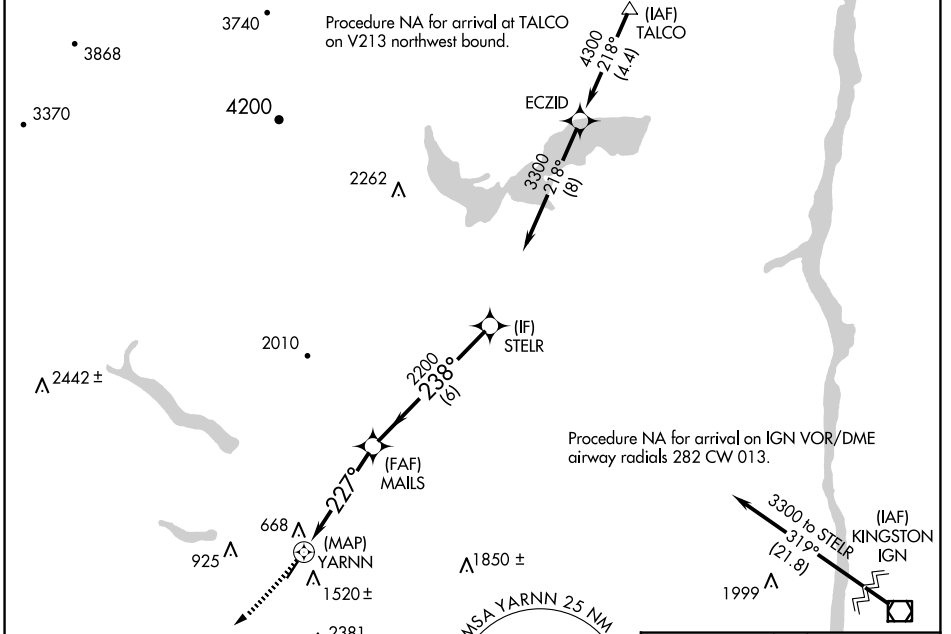 3740
Procedure NA for arrival at TALCO
on V213 northwest bound.
(IAF)
TALCO
3868
4300
218°
(4.4)
3370
4200
ECZID
2262
3300
218°
(8)
(IF)
STELR
2010
2200
238°
(6)
2442 ±
Procedure NA for arrival on IGN VOR/DME
airway radials 282 CW 013.
(FAF)
MAILS
227°
3300 to STELR
319°
(21.8)
(IAF)
KINGSTON
IGN
668
(MAP)
YARNN
925
1850 ±
1520 ±
1999
MSA YARNN 25 NM
2381